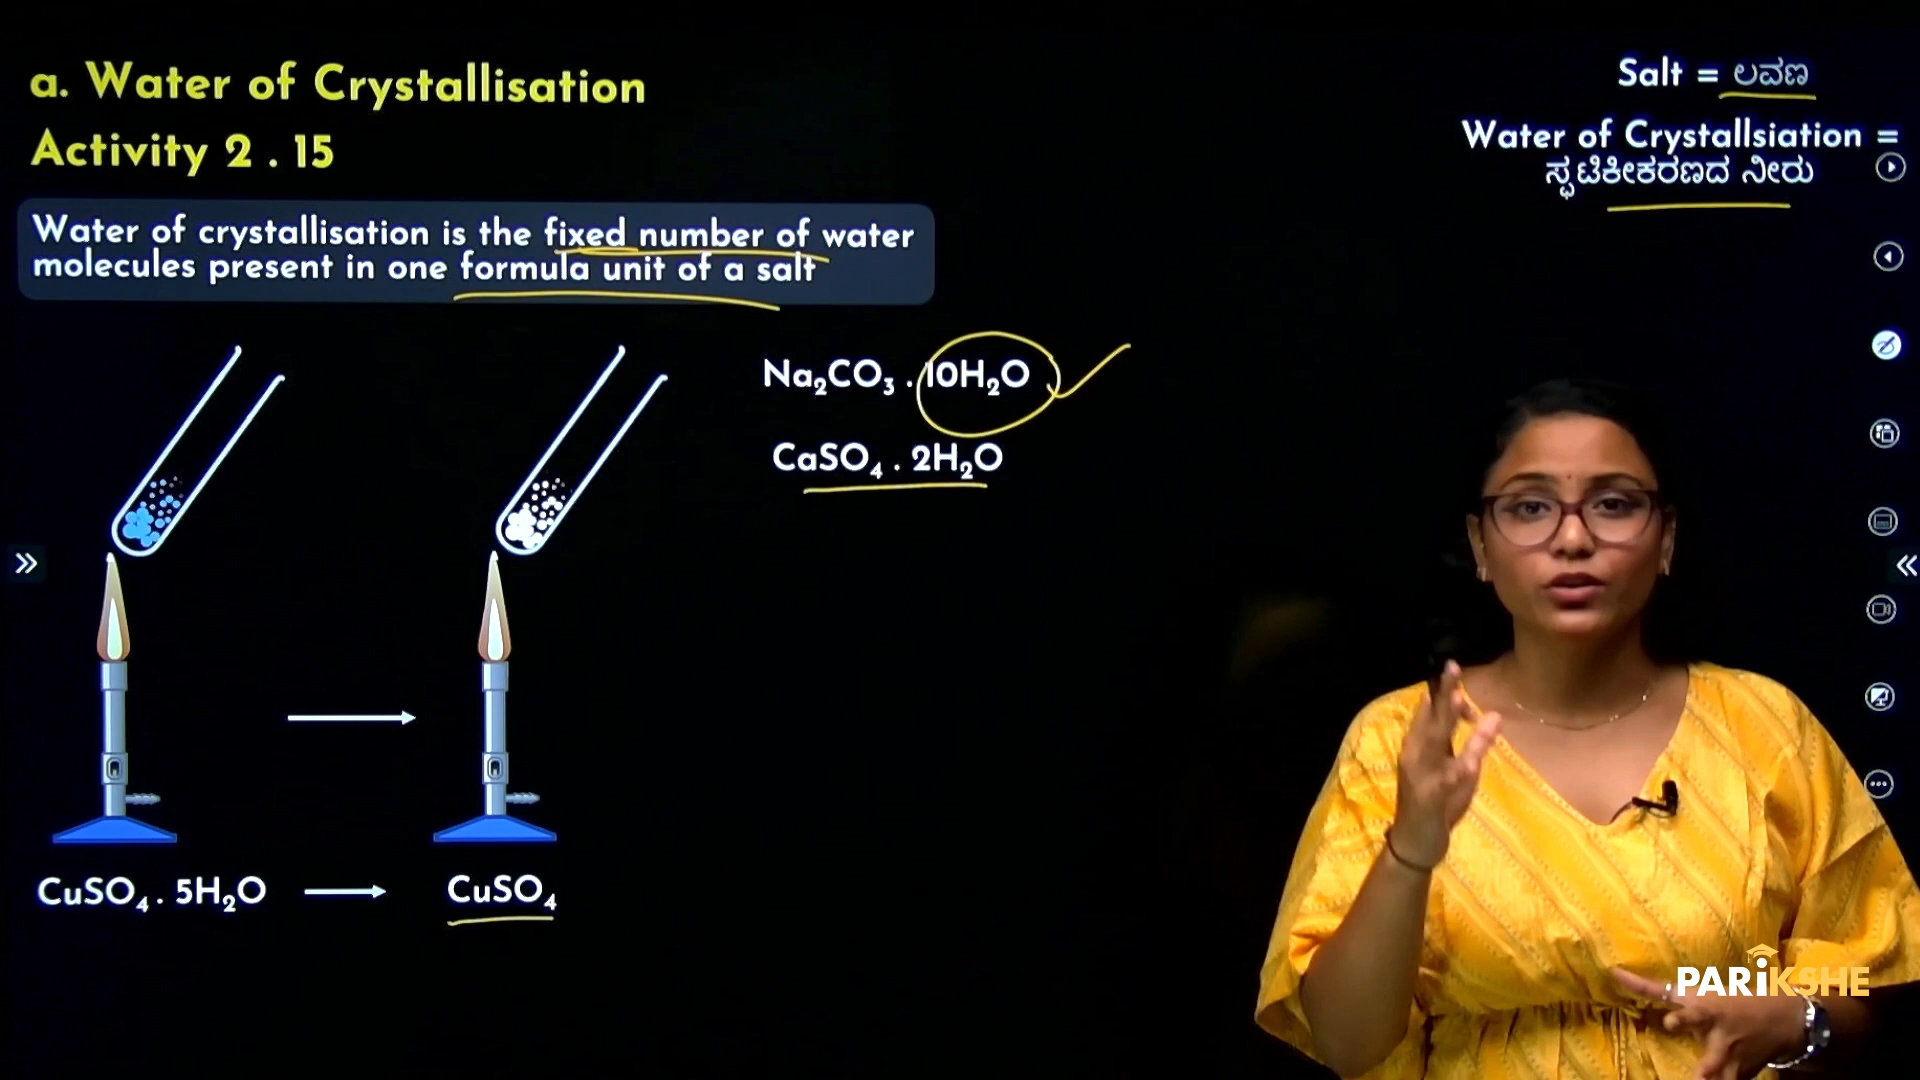 a. Water of Crystallisation
Activity 2 . 15
Salt = ಲವಣ
Water of Crystallsiation =
ಸ್ಫಟಿಕೀಕರಣದ ನೀರು
Water of crystallisation is the fixed number of water
molecules present in one formula unit of a salt
Na₂CO₃ . 10H₂O
CaSO₄ . 2H₂O
CuSO₄ . 5H₂O
CuSO₄
PARIKSHE